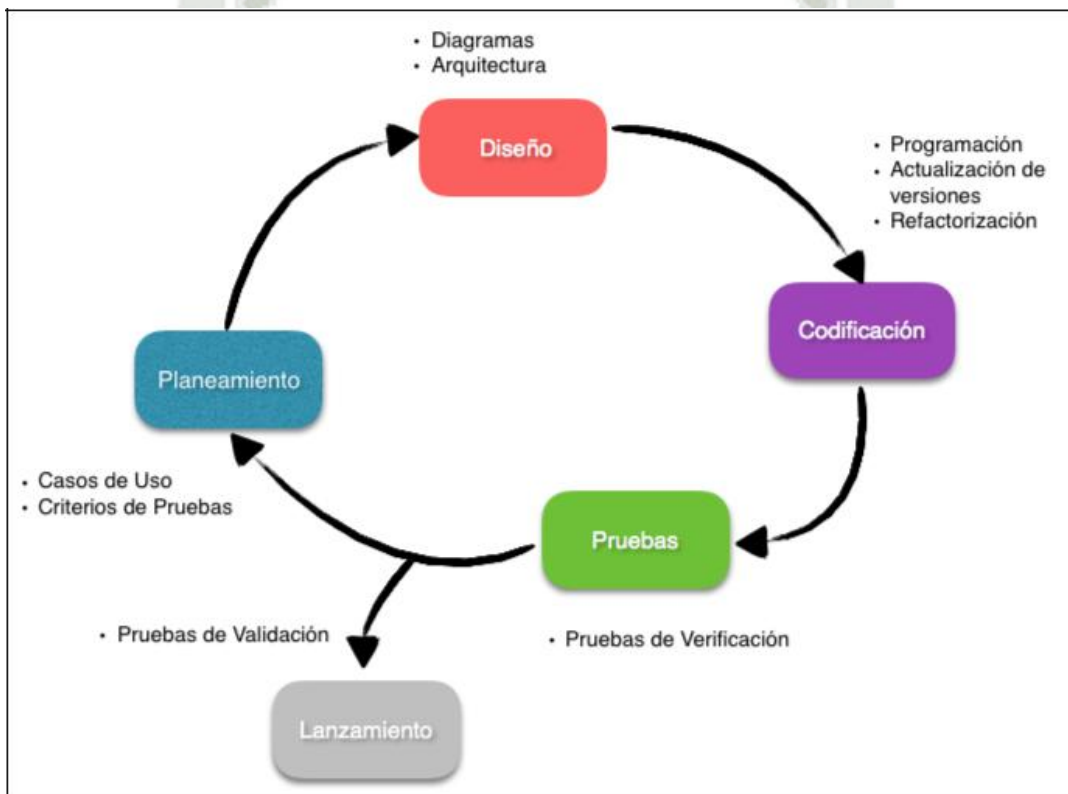 • Diagramas
• Arquitectura
Diseño
• Programación
• Actualización de
versiones
• Refactorización
Codificación
Planeamiento
• Casos de Uso
• Criterios de Pruebas
Pruebas
• Pruebas de Validación
• Pruebas de Verificación
Lanzamiento